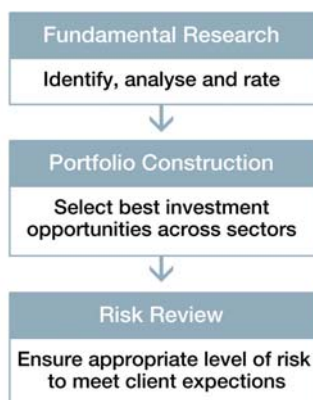 Fundamental Research
Identify, analyse and rate
Portfolio Construction
Select best investment
opportunities across sectors
Risk Review
Ensure appropriate level of risk
to meet client expections